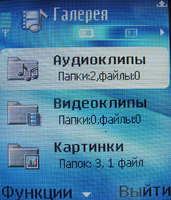 Галерея
Аудиоклипы
Папки:2,файлы:0
Видеоклипы
Папки:0,файлы:0
Картинки
Папок: 3, 1 файл
Функции Выйти